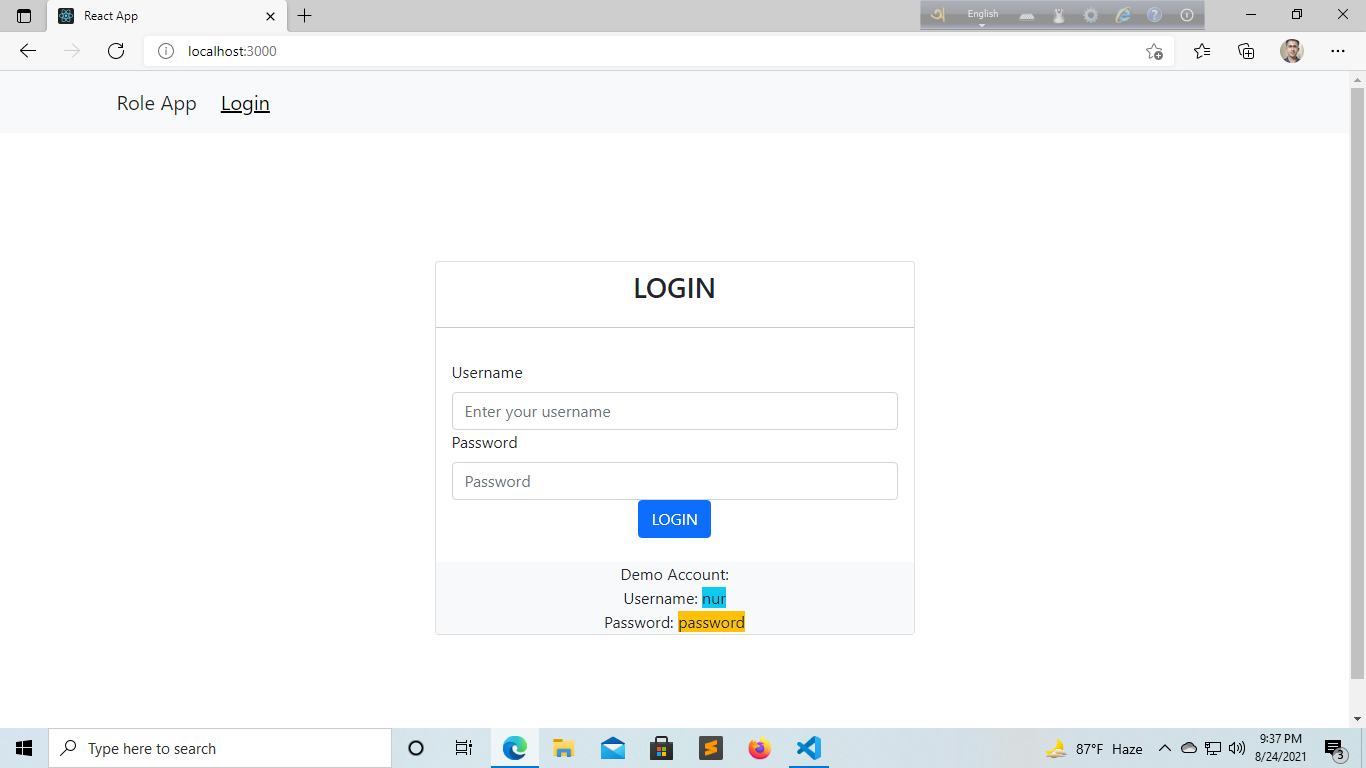 React App
অ English
localhost:3000
Role App Login
LOGIN
Username
Enter your username
Password
Password
LOGIN
Demo Account:
Username: nur
Password: password
Type here to search
87°F Haze
9:37 PM
8/24/2021
3